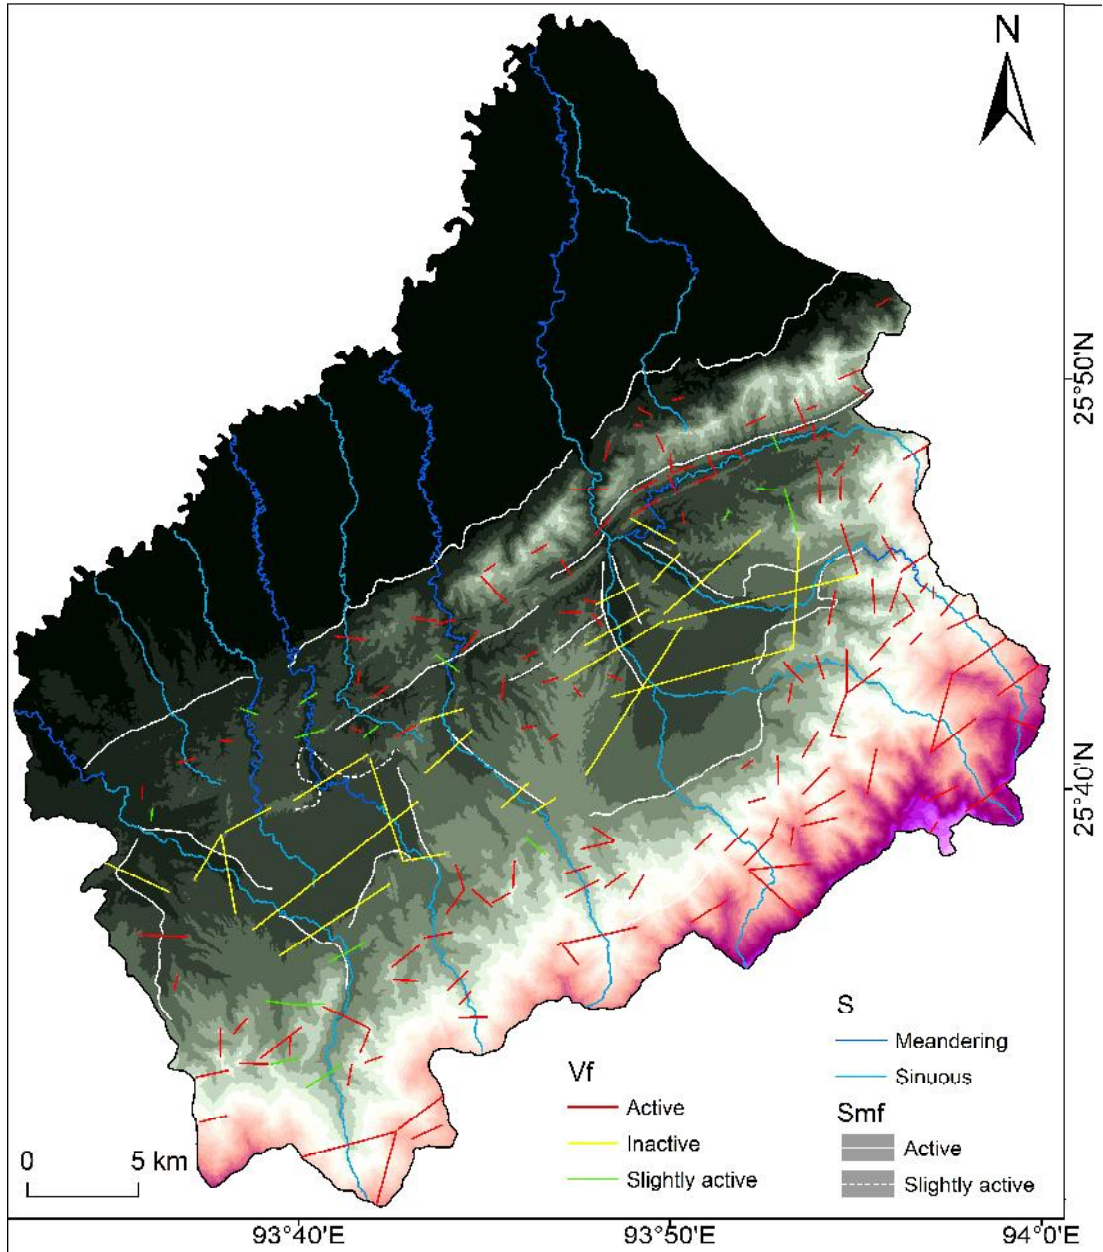 N
25°50'N
25°40'N
S
Meandering
Sinuous
Vf
Active
Inactive
Slightly active
Smf
Active
Slightly active
0 5 km
93°40'E 93°50'E 94°0'E